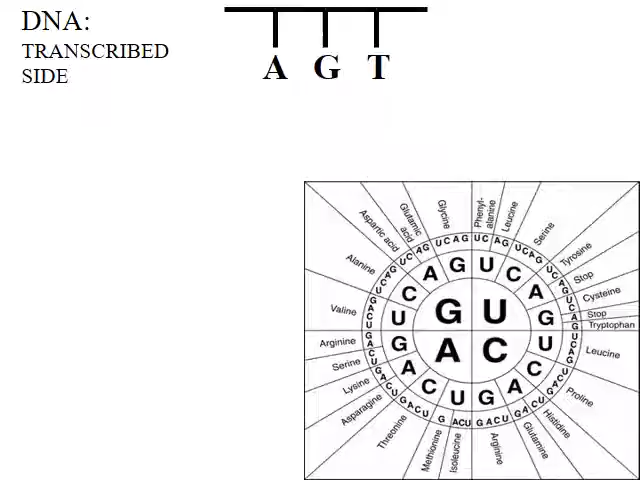 DNA:
TRANSCRIBED
SIDE
A G T
Glycine
Phenyl-
alanine
Leucine
Serine
Tyrosine
Stop
Cysteine
Stop
Tryptophan
Leucine
Proline
Histidine
Glutamine
Arginine
Isoleucine
Methionine
Threonine
Asparagine
Lysine
Serine
Arginine
Valine
Alanine
Aspartic acid
Glutamic
acid
G U
A C
U C A G
U C A G
U C A G
U C A G